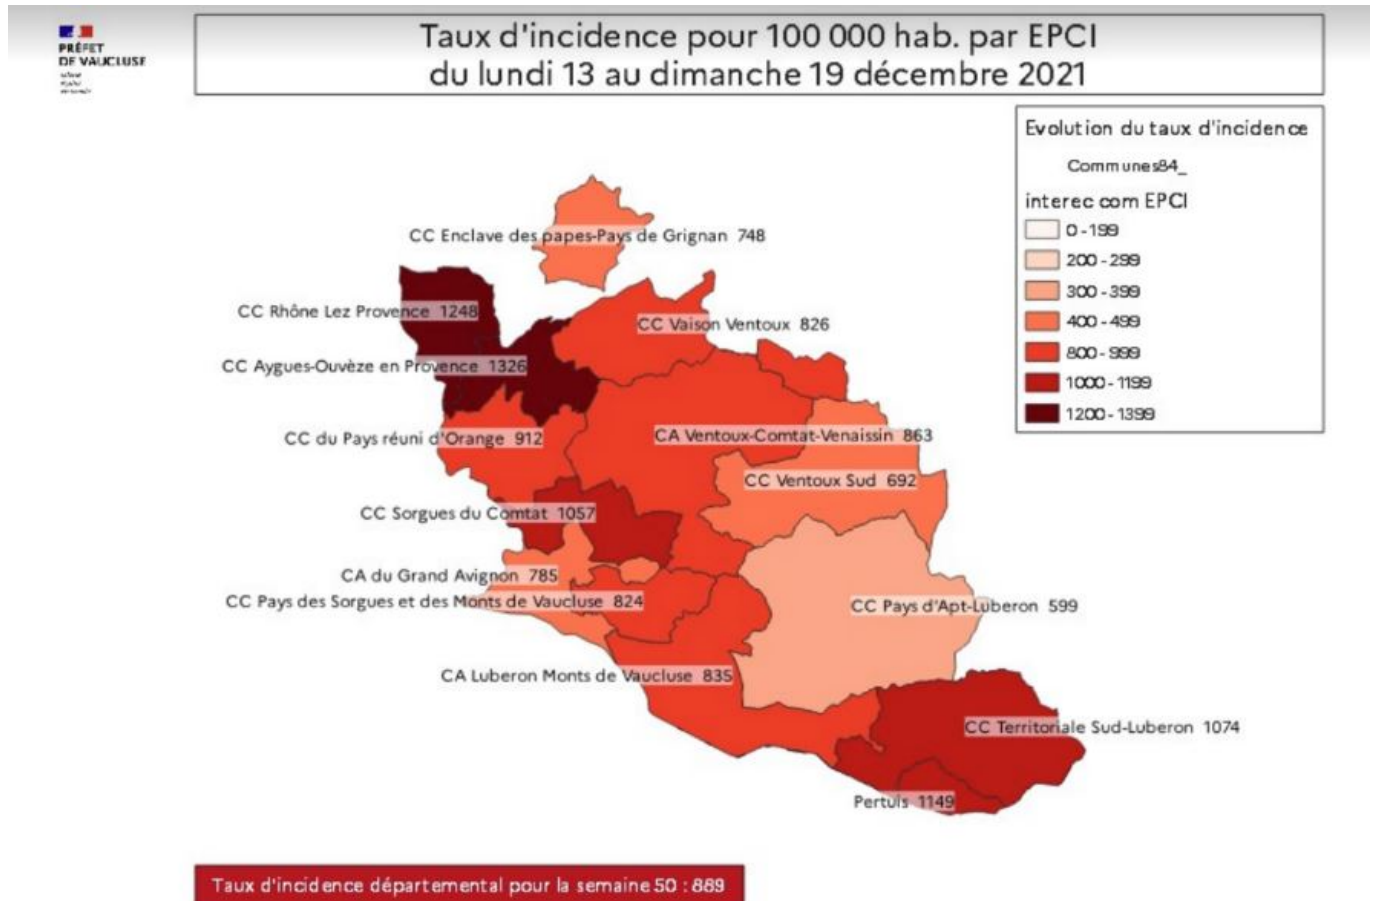 PRÉFET
DE VAUCLUSE
Taux d'incidence pour 100 000 hab. par EPCI
du lundi 13 au dimanche 19 décembre 2021
Evolution du taux d'incidence
Communes84_
interec com EPCI
0 - 199
200 - 299
300 - 399
400 - 499
800 - 999
1000 - 1199
1200 - 1399
CC Enclave des papes-Pays de Grignan 748
CC Rhône Lez Provence 1248
CC Vaison Ventoux 826
CC Aygues-Ouvèze en Provence 1326
CC du Pays réuni d'Orange 912
CA Ventoux-Comtat-Venaissin 863
CC Ventoux Sud 692
CC Sorgues du Comtat 1057
CA du Grand Avignon 785
CC Pays des Sorgues et des Monts de Vaucluse 824
CC Pays d'Apt-Luberon 599
CA Luberon Monts de Vaucluse 835
CC Territoriale Sud-Luberon 1074
Pertuis 1149
Taux d'incidence départemental pour la semaine 50 : 889